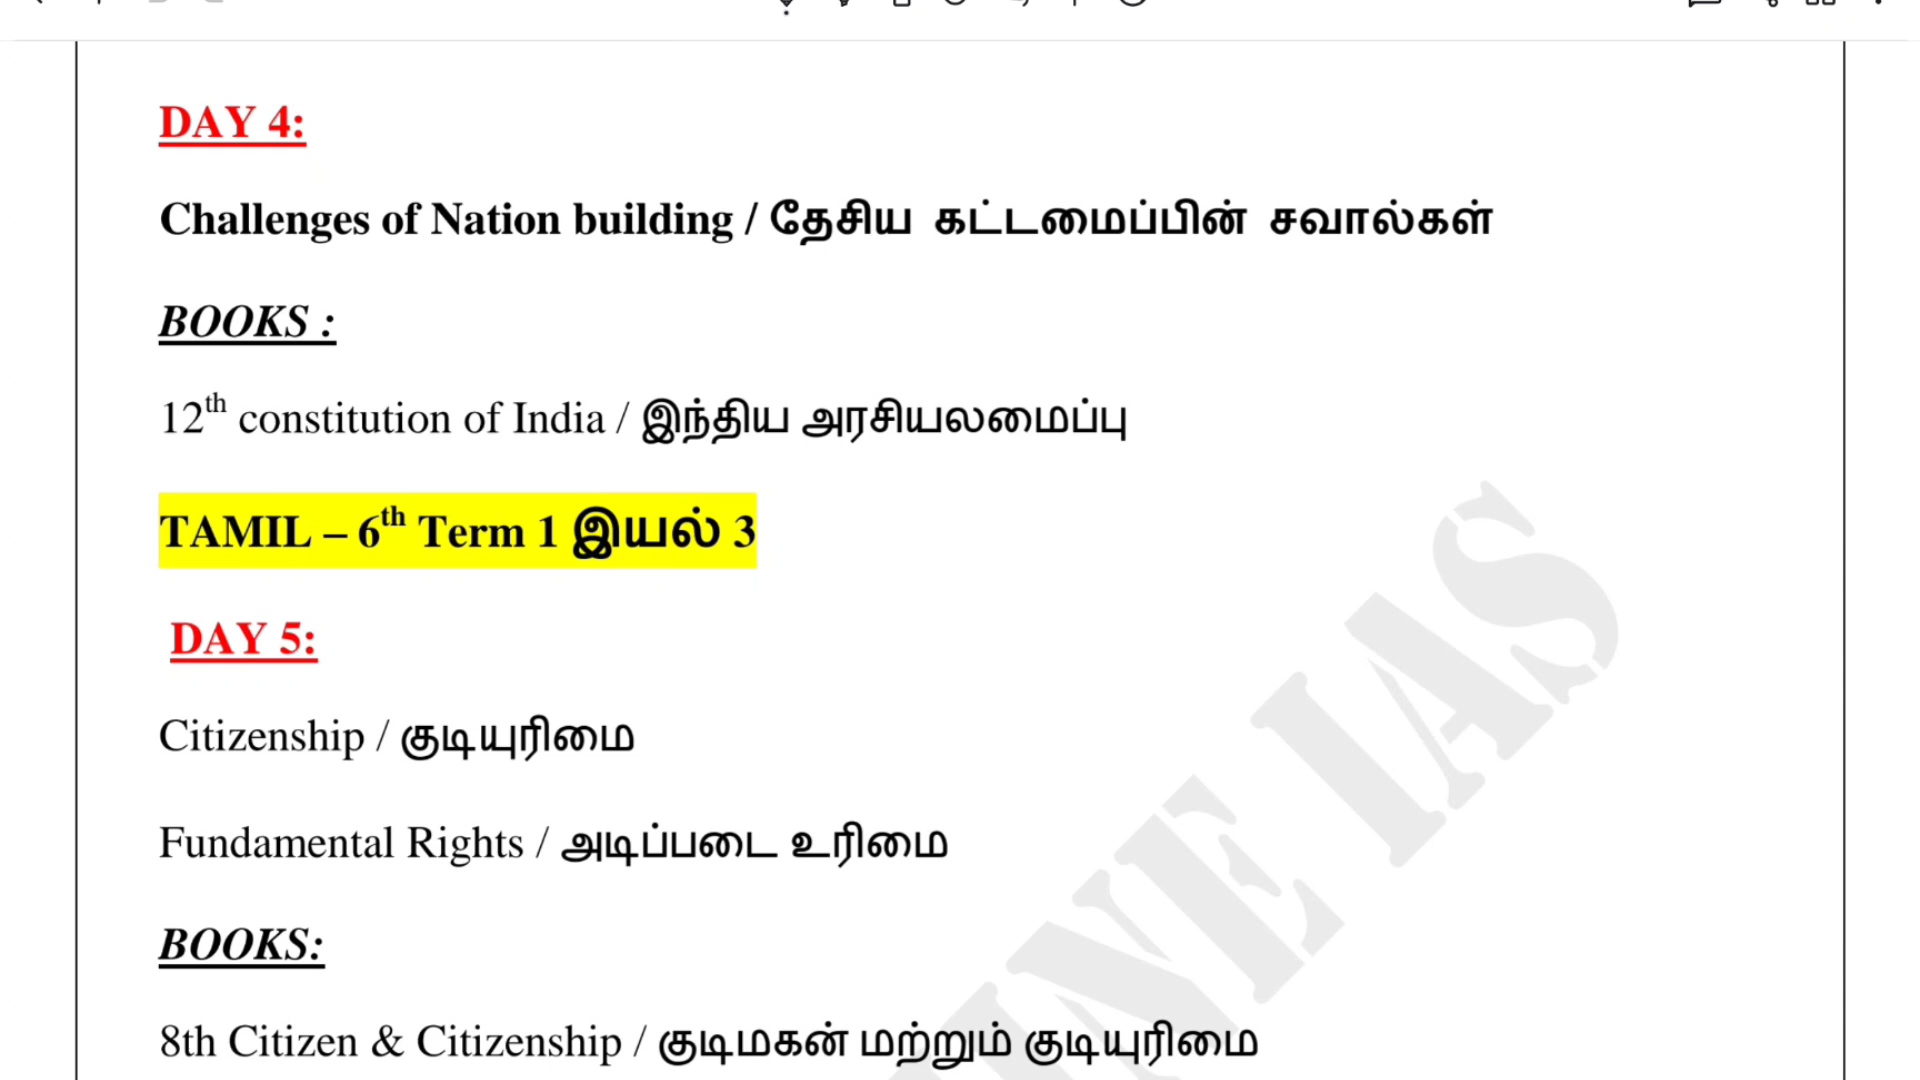 DAY 4:
Challenges of Nation building / தேசிய கட்டமைப்பின் சவால்கள்
BOOKS :
12th constitution of India / இந்திய அரசியலமைப்பு
TAMIL – 6th Term 1 இயல் 3
DAY 5:
Citizenship / குடியுரிமை
Fundamental Rights / அடிப்படை உரிமை
BOOKS:
8th Citizen & Citizenship / குடிமகன் மற்றும் குடியுரிமை
INE IAS